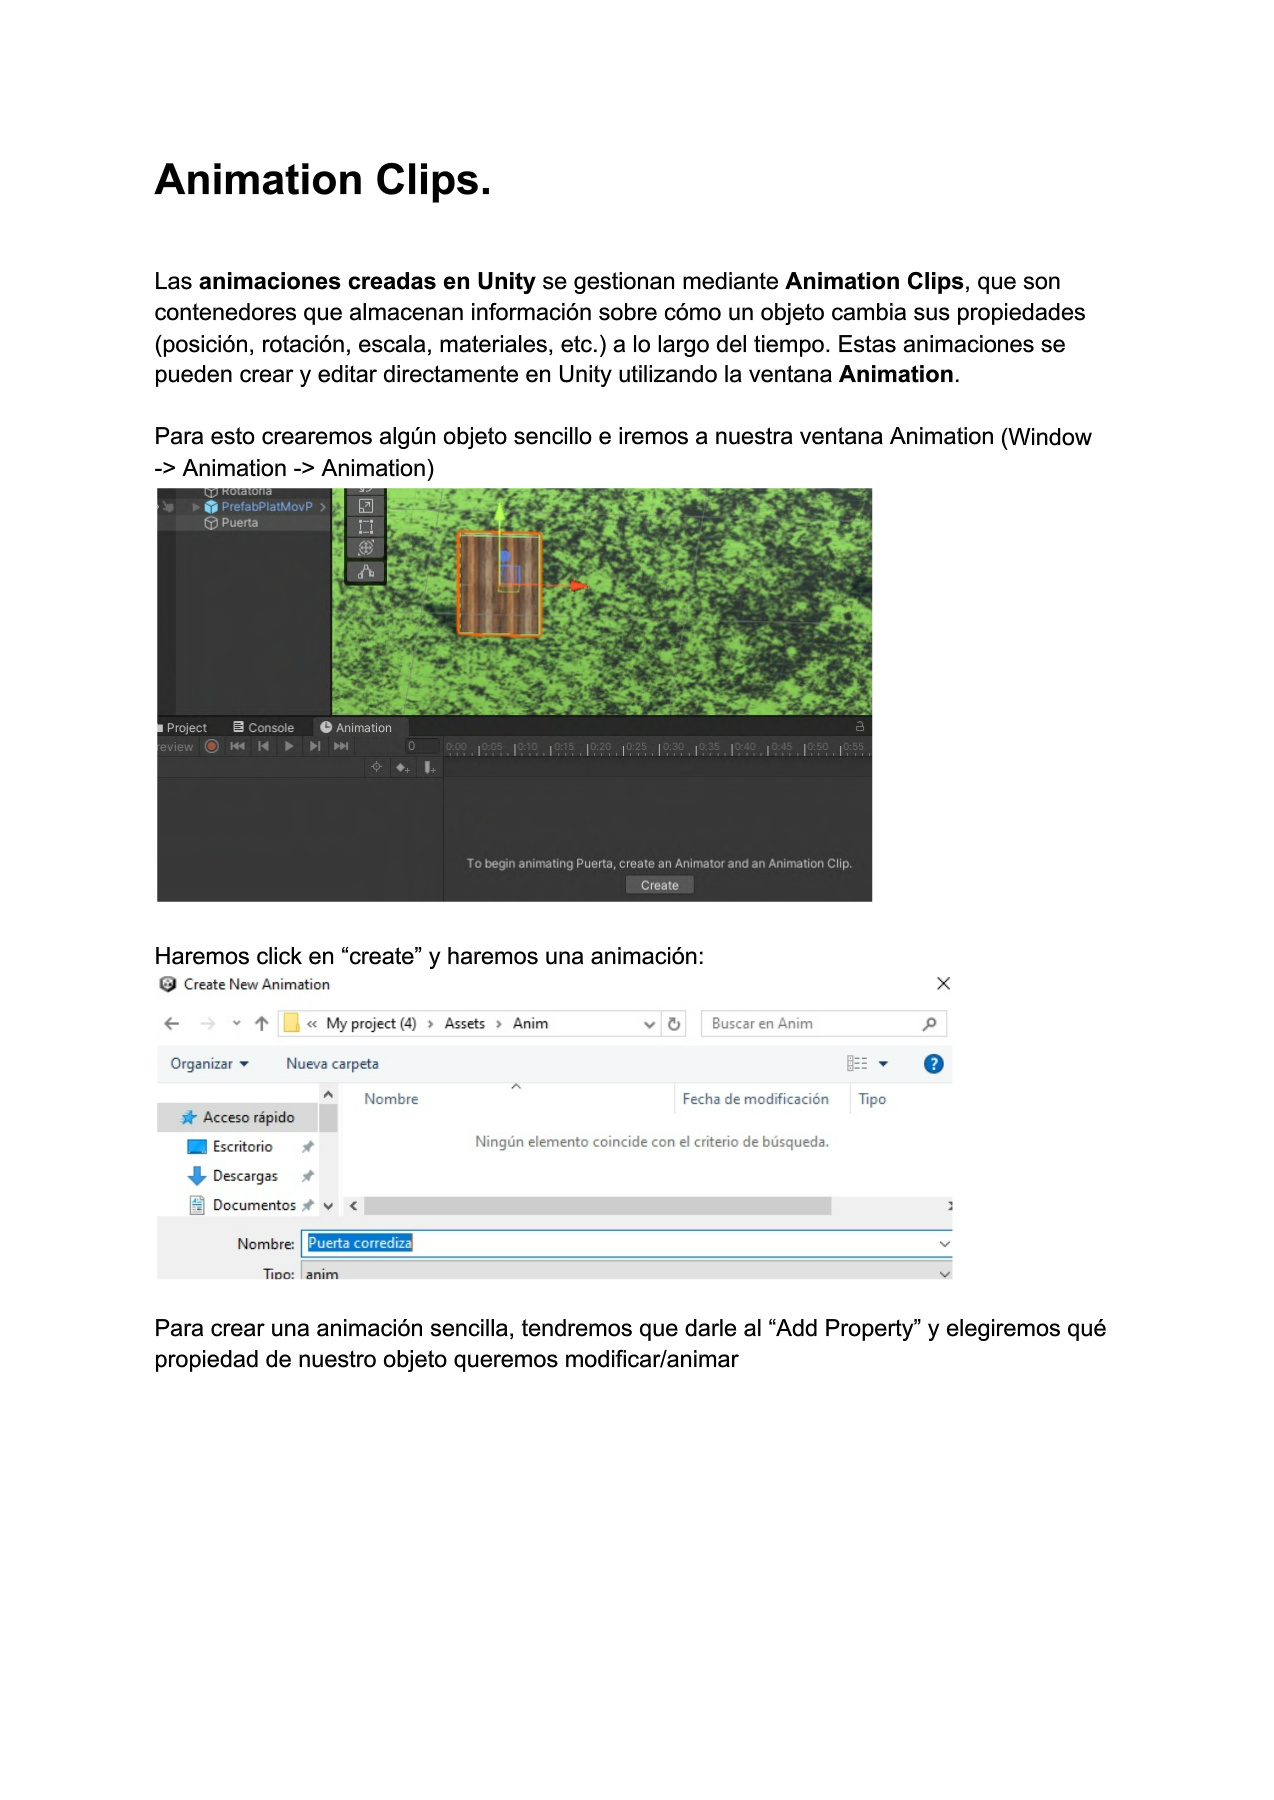 Animation Clips.
Las animaciones creadas en Unity se gestionan mediante Animation Clips, que son
contenedores que almacenan información sobre cómo un objeto cambia sus propiedades
(posición, rotación, escala, materiales, etc.) a lo largo del tiempo. Estas animaciones se
pueden crear y editar directamente en Unity utilizando la ventana Animation.
Para esto crearemos algún objeto sencillo e iremos a nuestra ventana Animation (Window
-> Animation -> Animation)
Rotatoria
PrefabPlatMovP
Puerta
Project Console Animation
review 0 0:00 0:05 0:10 0:15 0:20 0:25 0:30 0:35 0:40 0:45 0:50 0:55
To begin animating Puerta, create an Animator and an Animation Clip.
Create
Haremos click en “create” y haremos una animación:
Create New Animation
« My project (4) > Assets > Anim Buscar en Anim
Organizar Nueva carpeta
Nombre Fecha de modificación Tipo
Acceso rápido
Ningún elemento coincide con el criterio de búsqueda.
Escritorio
Descargas
Documentos
Nombre: Puerta corrediza
Tipo: anim
Para crear una animación sencilla, tendremos que darle al “Add Property” y elegiremos qué
propiedad de nuestro objeto queremos modificar/animar